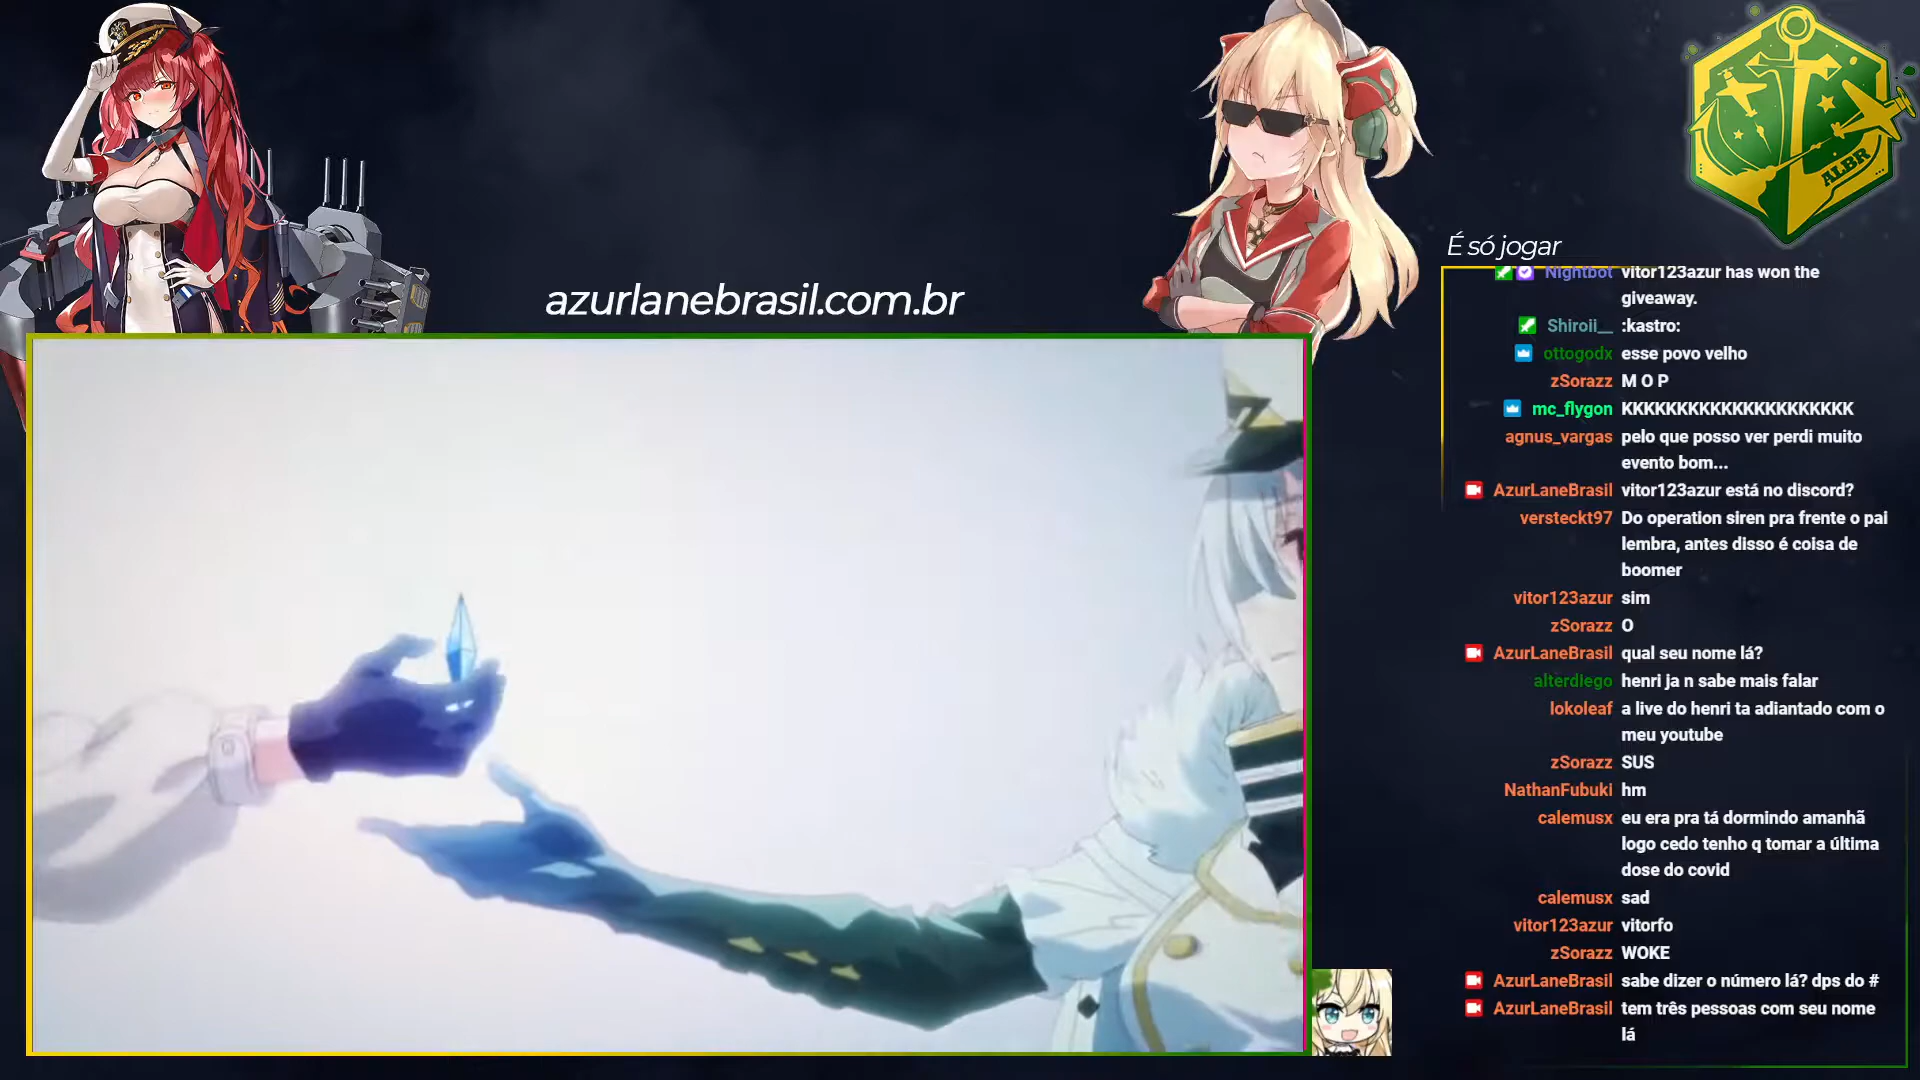 azurlanebrasil.com.br
ALBR
É só jogar
Nightbot vitor123azur has won the
giveaway.
Shiroii__ :kastro:
ottogodx esse povo velho
zSorazz M O P
mc_flygon KKKKKKKKKKKKKKKKKKKKK
agnus_vargas pelo que posso ver perdi muito
evento bom...
AzurLaneBrasil vitor123azur está no discord?
versteckt97 Do operation siren pra frente o pai
lembra, antes disso é coisa de
boomer
vitor123azur sim
zSorazz O
AzurLaneBrasil qual seu nome lá?
alterdiego henri ja n sabe mais falar
lokoleaf a live do henri ta adiantado com o
meu youtube
zSorazz SUS
NathanFubuki hm
calemusx eu era pra tá dormindo amanhã
logo cedo tenho q tomar a última
dose do covid
calemusx sad
vitor123azur vitorfo
zSorazz WOKE
AzurLaneBrasil sabe dizer o número lá? dps do #
AzurLaneBrasil tem três pessoas com seu nome
lá